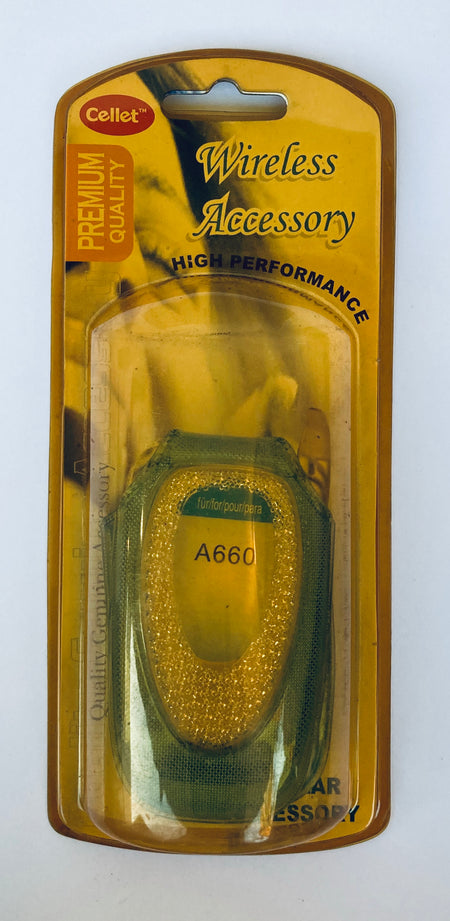 Cellet™
PREMIUM
QUALITY
Wireless
Accessory
HIGH PERFORMANCE
für/for/pour/para
A660
Quality Genuine Accessory